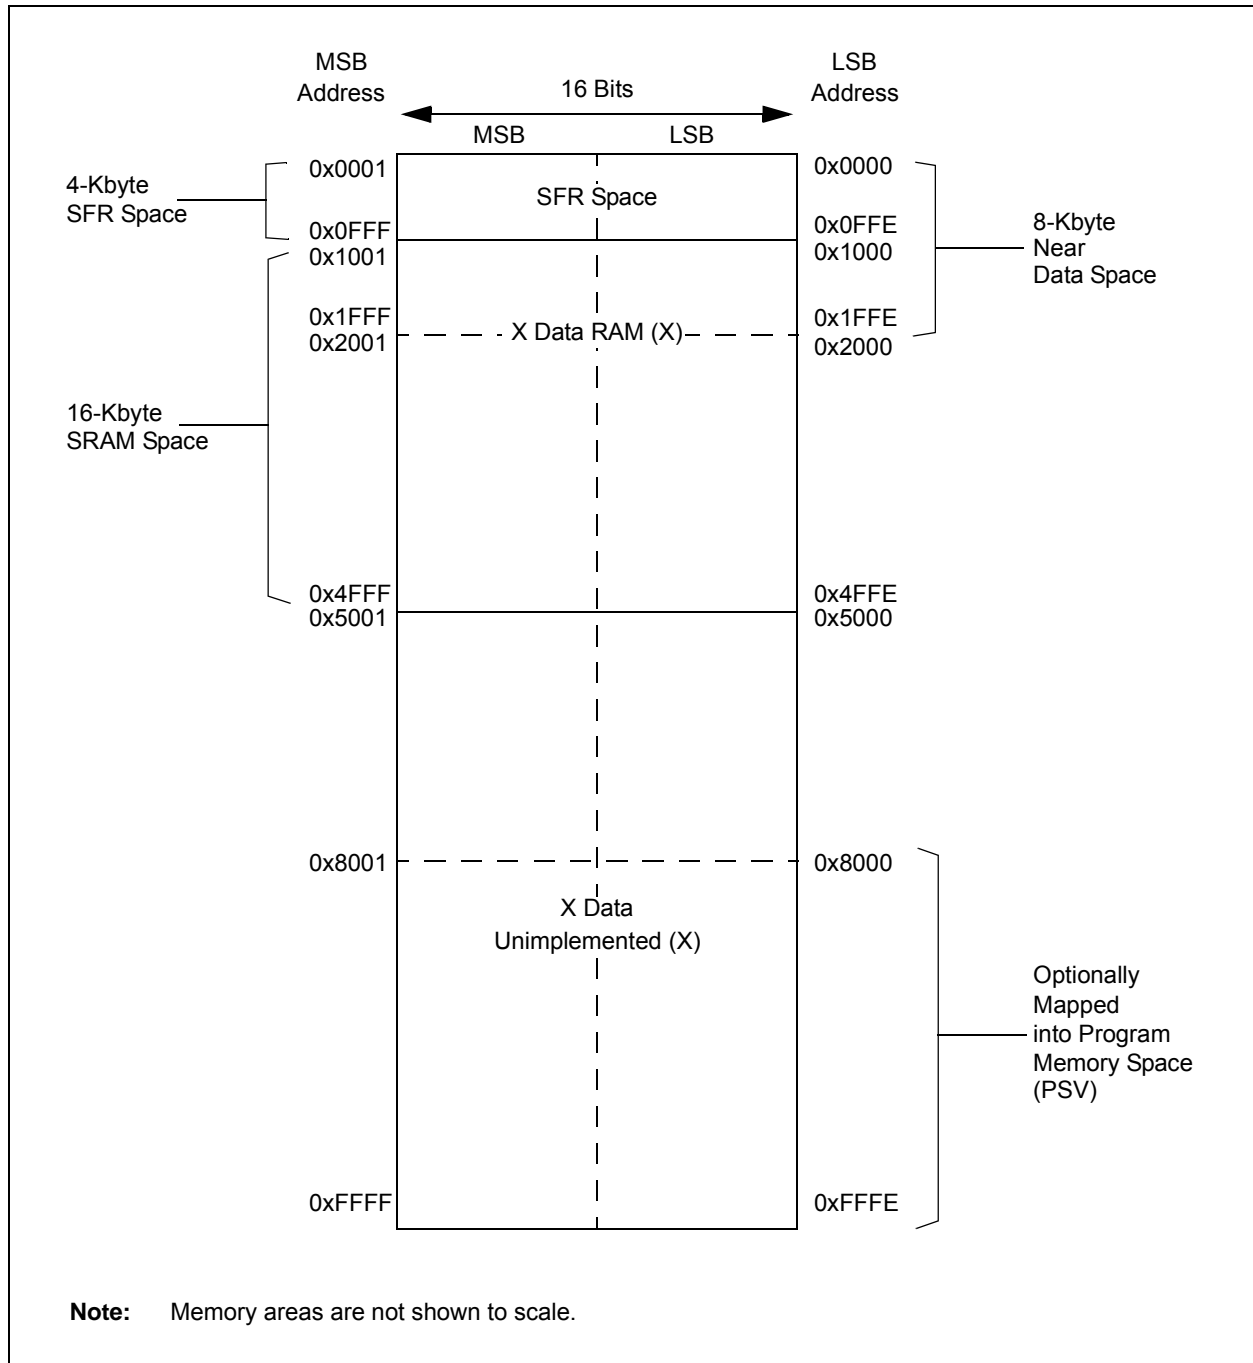 MSB
Address
LSB
Address
16 Bits
MSB
LSB
0x0001
0x0000
4-Kbyte
SFR Space
SFR Space
0x0FFF
0x0FFE
0x1001
0x1000
8-Kbyte
Near
Data Space
0x1FFF
0x1FFE
X Data RAM (X)
0x2001
0x2000
16-Kbyte
SRAM Space
0x4FFF
0x4FFE
0x5001
0x5000
0x8001
0x8000
X Data
Unimplemented (X)
Optionally
Mapped
into Program
Memory Space
(PSV)
0xFFFF
0xFFFE
Note: Memory areas are not shown to scale.